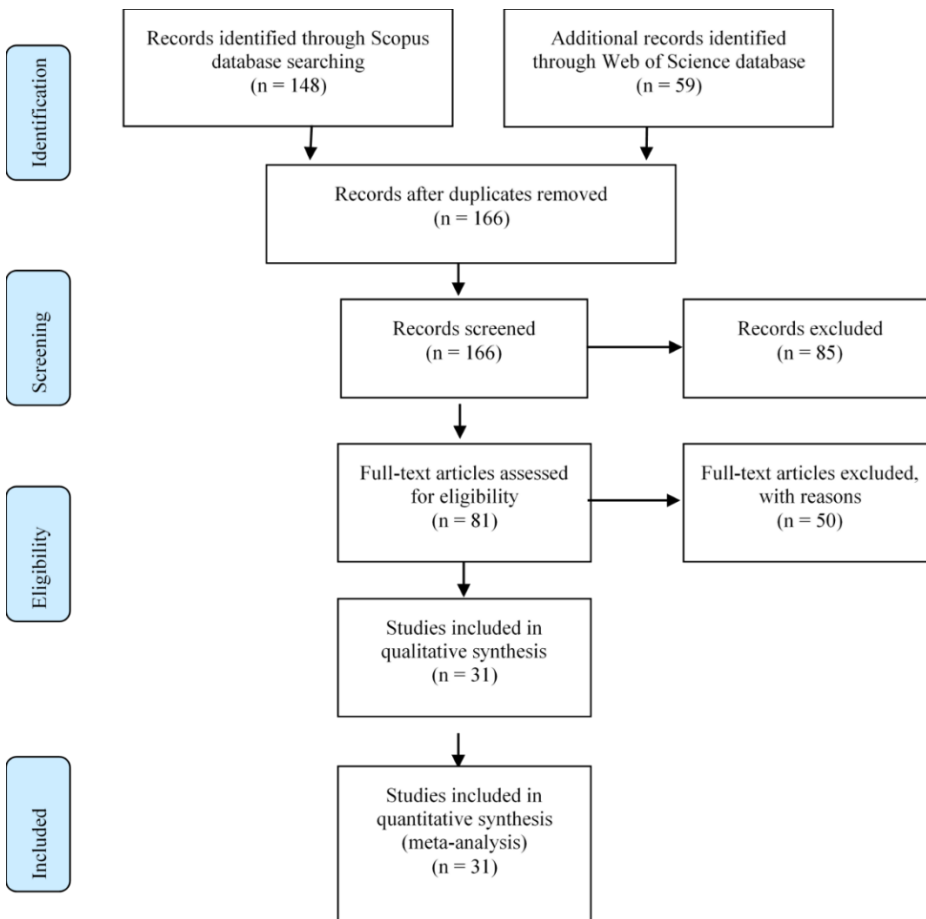 Identification
Records identified through Scopus
database searching
(n = 148)
Additional records identified
through Web of Science database
(n = 59)
Records after duplicates removed
(n = 166)
Screening
Records screened
(n = 166)
Records excluded
(n = 85)
Eligibility
Full-text articles assessed
for eligibility
(n = 81)
Full-text articles excluded,
with reasons
(n = 50)
Studies included in
qualitative synthesis
(n = 31)
Included
Studies included in
quantitative synthesis
(meta-analysis)
(n = 31)